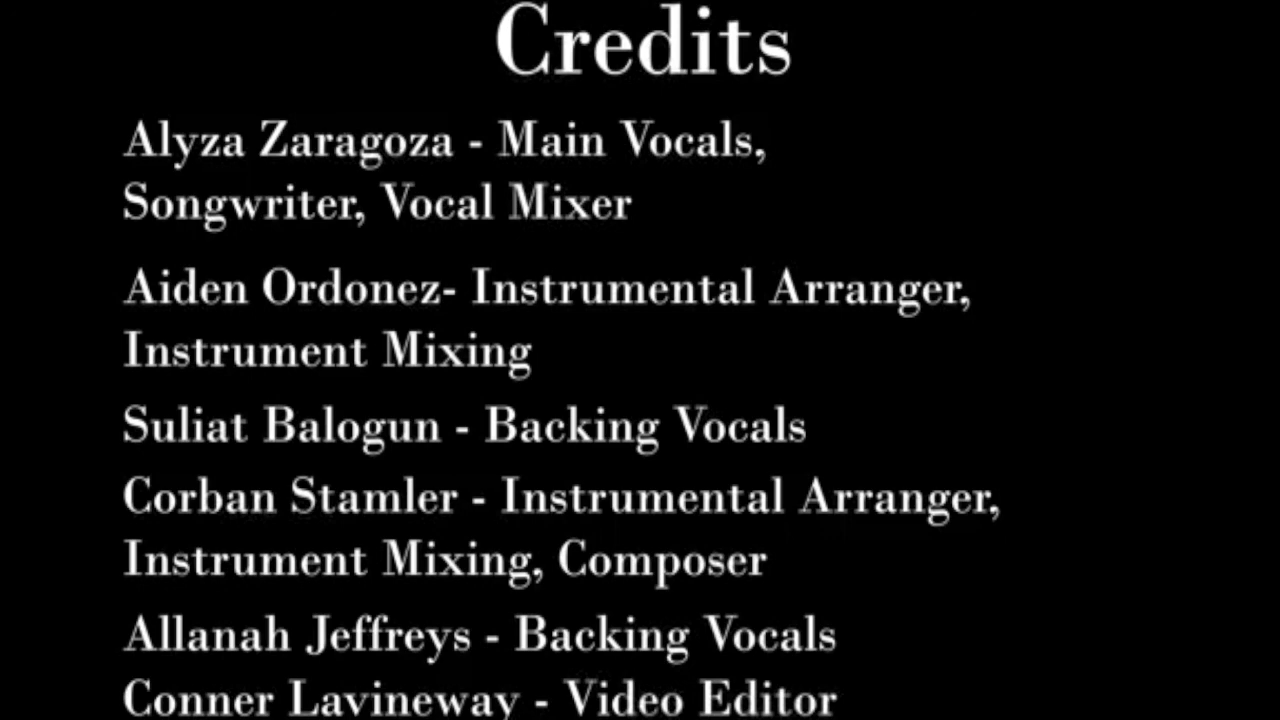 Credits
Alyza Zaragoza - Main Vocals,
Songwriter, Vocal Mixer
Aiden Ordonez- Instrumental Arranger,
Instrument Mixing
Suliat Balogun - Backing Vocals
Corban Stamler - Instrumental Arranger,
Instrument Mixing, Composer
Allanah Jeffreys - Backing Vocals
Conner Lavineway - Video Editor